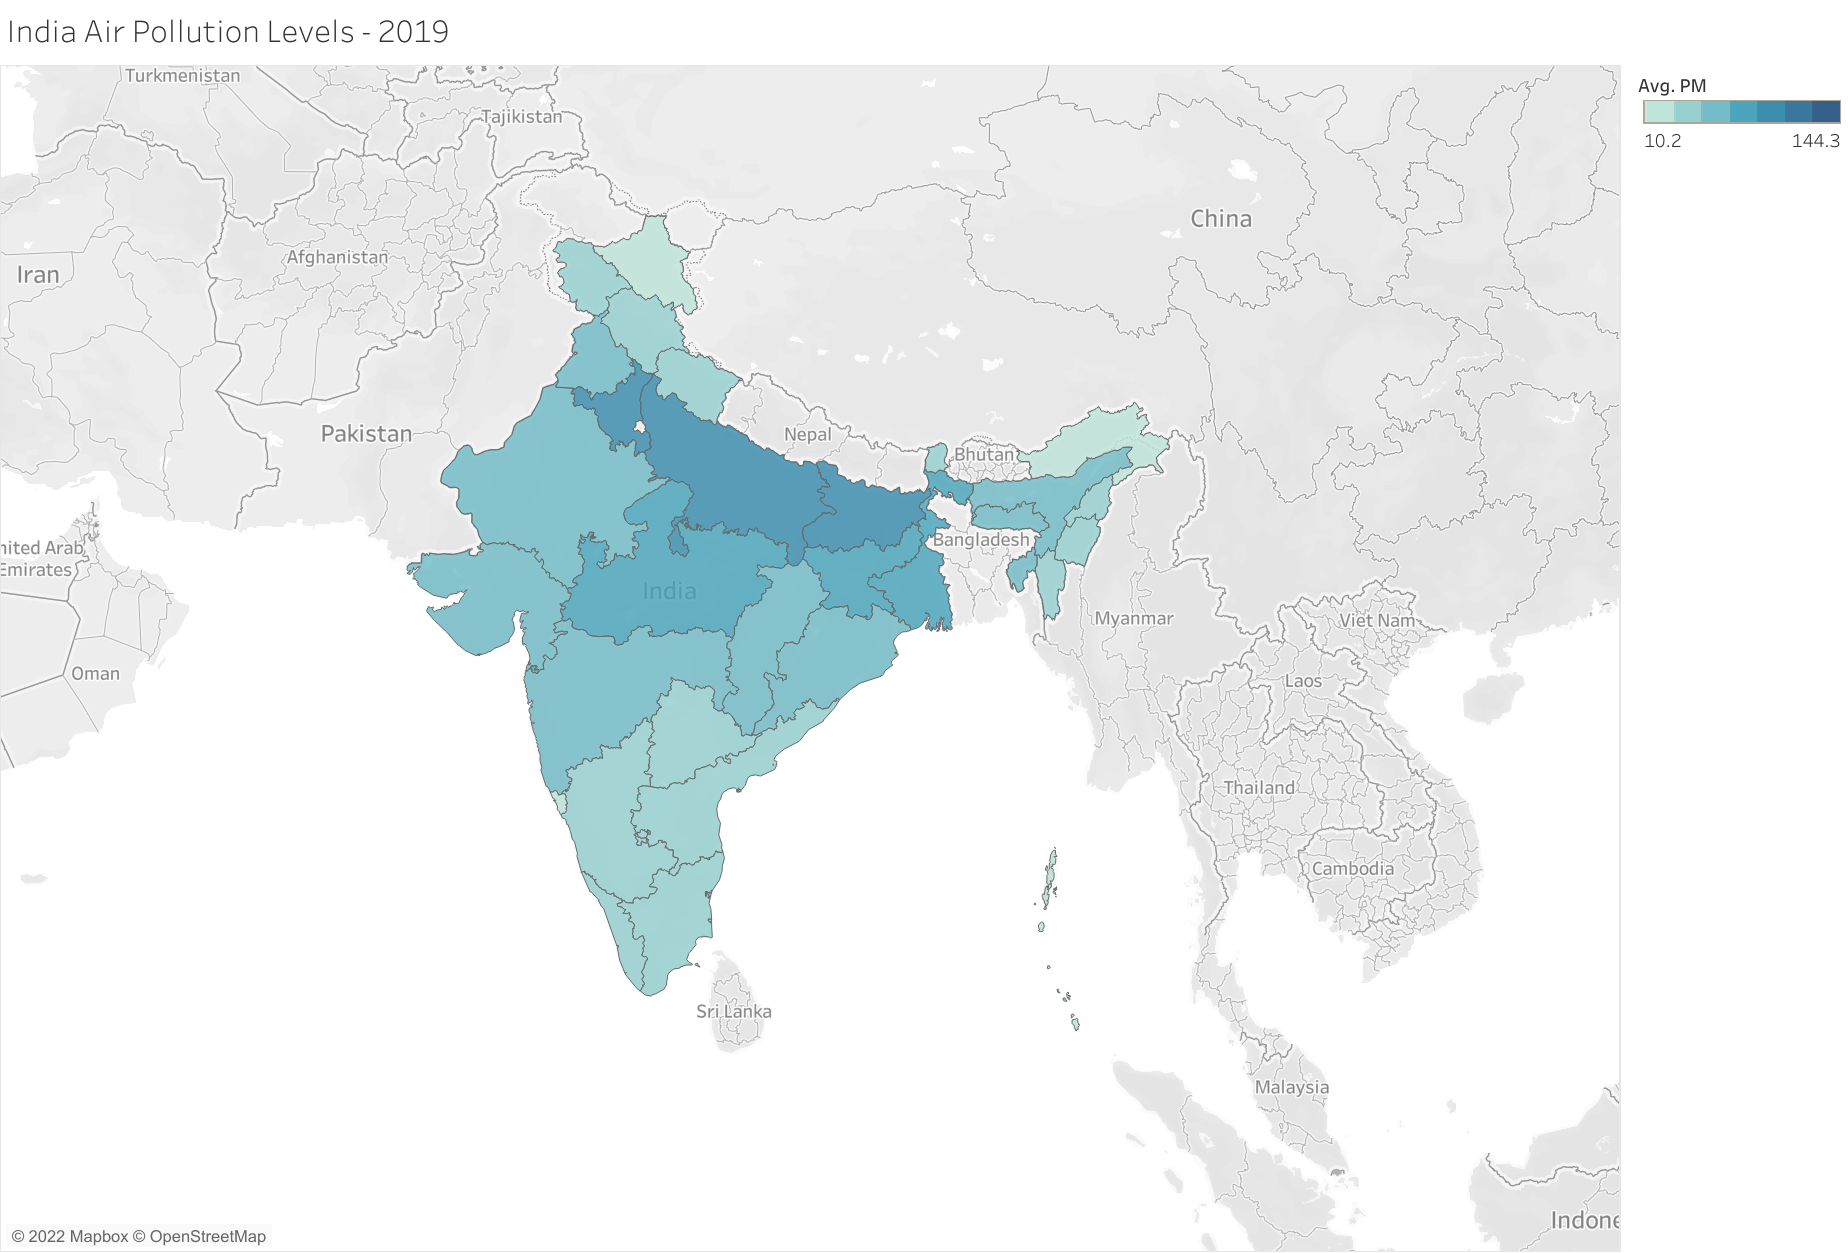 India Air Pollution Levels - 2019
Turkmenistan
Tajikistan
Avg. PM
10.2 144.3
China
Afghanistan
Iran
Pakistan
Nepal
Bhutan
Bangladesh
nited Arab
Emirates
India
Myanmar
Viet Nam
Oman
Laos
Thailand
Cambodia
Sri Lanka
Malaysia
Indone
© 2022 Mapbox © OpenStreetMap